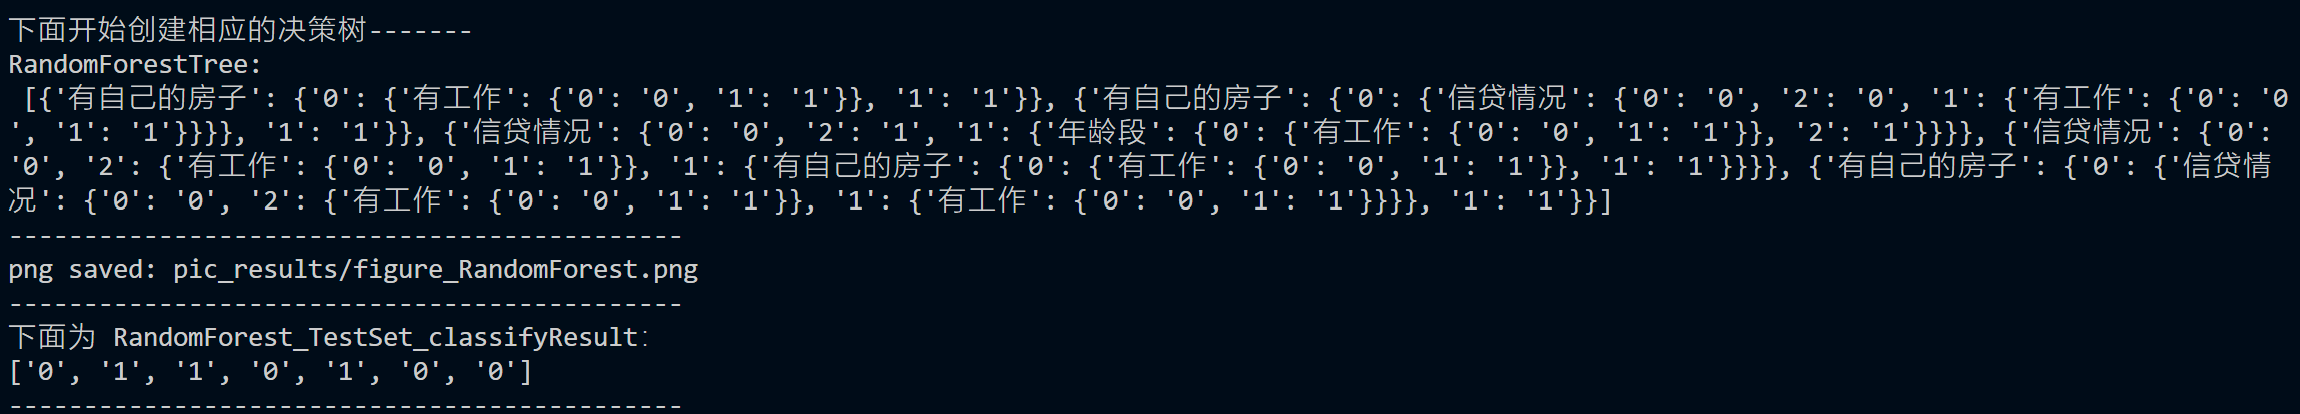 下面开始创建相应的决策树-------
RandomForestTree:
 [{'有自己的房子': {'0': {'有工作': {'0': '0', '1': '1'}}, '1': '1'}}, {'有自己的房子': {'0': {'信贷情况': {'0': '0', '2': '0', '1': {'有工作': {'0': '0
', '1': '1'}}}}, '1': '1'}}, {'信贷情况': {'0': '0', '2': '1', '1': {'年龄段': {'0': {'有工作': {'0': '0', '1': '1'}}, '2': '1'}}}}, {'信贷情况': {'0':
'0', '2': {'有工作': {'0': '0', '1': '1'}}, '1': {'有自己的房子': {'0': {'有工作': {'0': '0', '1': '1'}}, '1': '1'}}}}, {'有自己的房子': {'0': {'信贷情
况': {'0': '0', '2': {'有工作': {'0': '0', '1': '1'}}, '1': {'有工作': {'0': '0', '1': '1'}}}}, '1': '1'}}]
---------------------------------------------
png saved: pic_results/figure_RandomForest.png
---------------------------------------------
下面为 RandomForest_TestSet_classifyResult:
['0', '1', '1', '0', '1', '0', '0']
---------------------------------------------